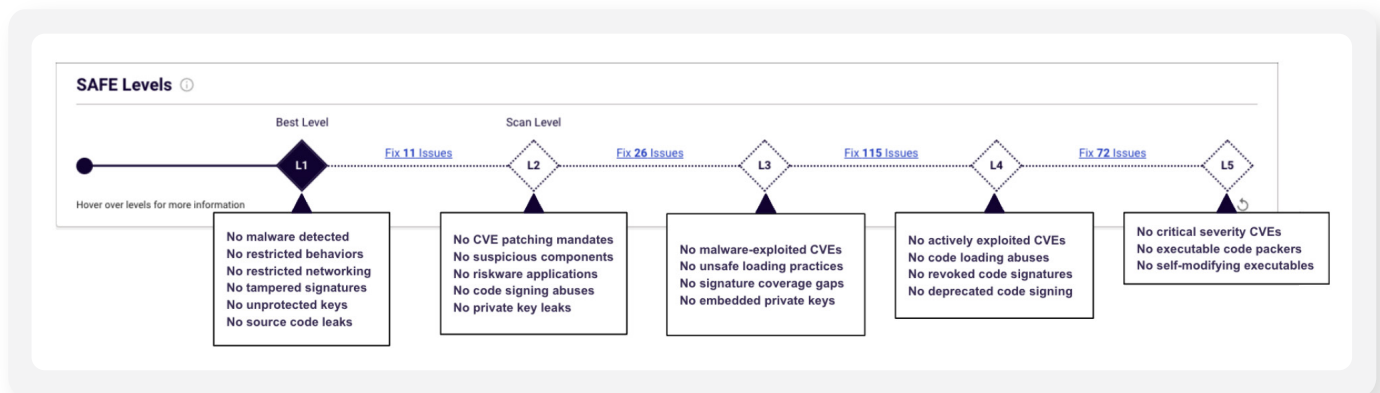 SAFE Levels
Best Level
Scan Level
L1
Fix 11 Issues
L2
Fix 26 Issues
L3
Fix 115 Issues
L4
Fix 72 Issues
L5
Hover over levels for more information
No malware detected
No restricted behaviors
No restricted networking
No tampered signatures
No unprotected keys
No source code leaks
No CVE patching mandates
No suspicious components
No riskware applications
No code signing abuses
No private key leaks
No malware-exploited CVEs
No unsafe loading practices
No signature coverage gaps
No embedded private keys
No actively exploited CVEs
No code loading abuses
No revoked code signatures
No deprecated code signing
No critical severity CVEs
No executable code packers
No self-modifying executables